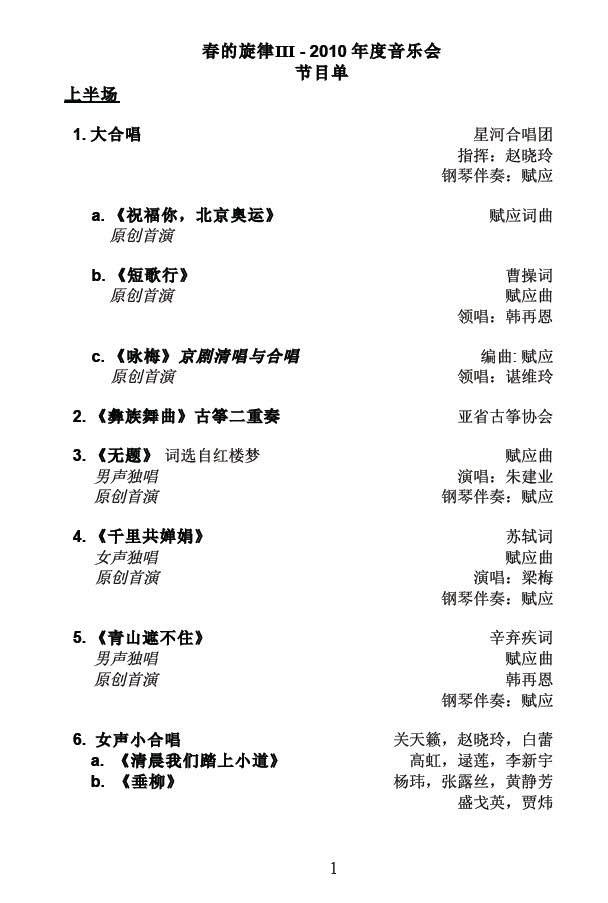 春的旋律III - 2010 年度音乐会
节目单
上半场
1. 大合唱 星河合唱团
指挥：赵晓玲
钢琴伴奏：赋应
a. 《祝福你，北京奥运》 赋应词曲
原创首演
b. 《短歌行》 曹操词
原创首演 赋应曲
领唱：韩再恩
c. 《咏梅》京剧清唱与合唱 编曲: 赋应
原创首演 领唱：谌维玲
2. 《彝族舞曲》古筝二重奏 亚省古筝协会
3. 《无题》 词选自红楼梦 赋应曲
男声独唱 演唱：朱建业
原创首演 钢琴伴奏：赋应
4. 《千里共婵娟》 苏轼词
女声独唱 赋应曲
原创首演 演唱：梁梅
钢琴伴奏：赋应
5. 《青山遮不住》 辛弃疾词
男声独唱 赋应曲
原创首演 韩再恩
钢琴伴奏：赋应
6. 女声小合唱 关天籁，赵晓玲，白蕾
a. 《清晨我们踏上小道》 高虹，逯莲，李新宇
b. 《垂柳》 杨玮，张露丝，黄静芳
盛戈英，贾炜
1